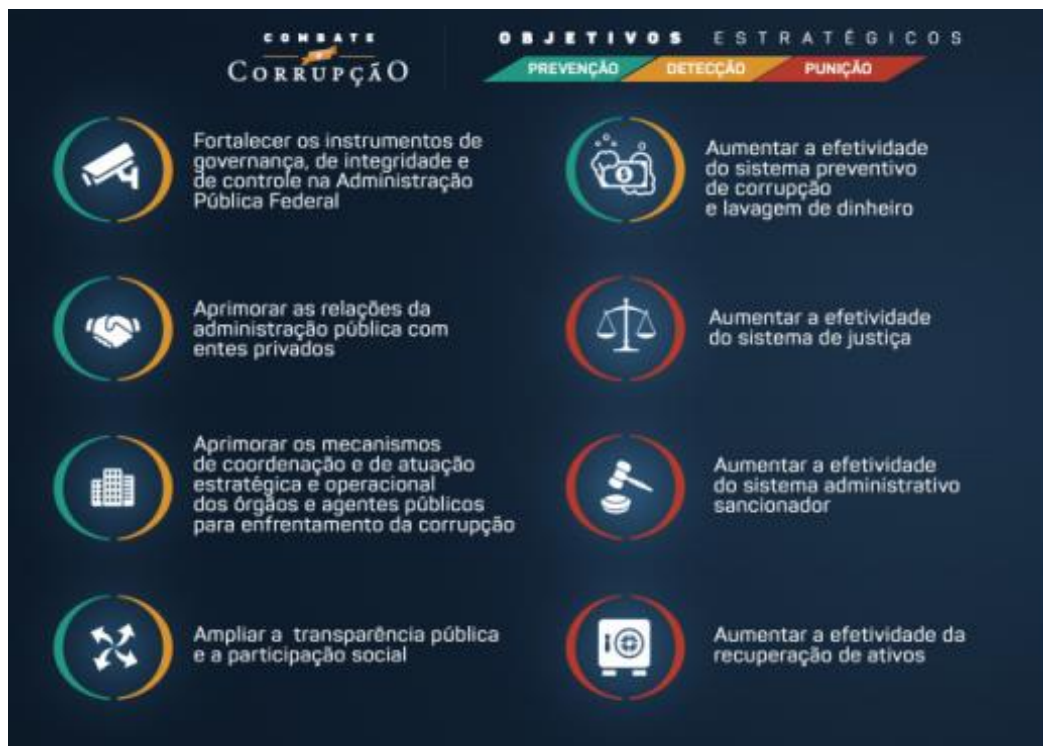 COMBATE
À
CORRUPÇÃO
OBJETIVOS ESTRATÉGICOS
PREVENÇÃO DETECÇÃO PUNIÇÃO
Fortalecer os instrumentos de
governança, de integridade e
de controle na Administração
Pública Federal
Aumentar a efetividade
do sistema preventivo
de corrupção
e lavagem de dinheiro
Aprimorar as relações da
administração pública com
entes privados
Aumentar a efetividade
do sistema de justiça
Aprimorar os mecanismos
de coordenação e de atuação
estratégica e operacional
dos órgãos e agentes públicos
para enfrentamento da corrupção
Aumentar a efetividade
do sistema administrativo
sancionador
Ampliar a transparência pública
e a participação social
Aumentar a efetividade da
recuperação de ativos